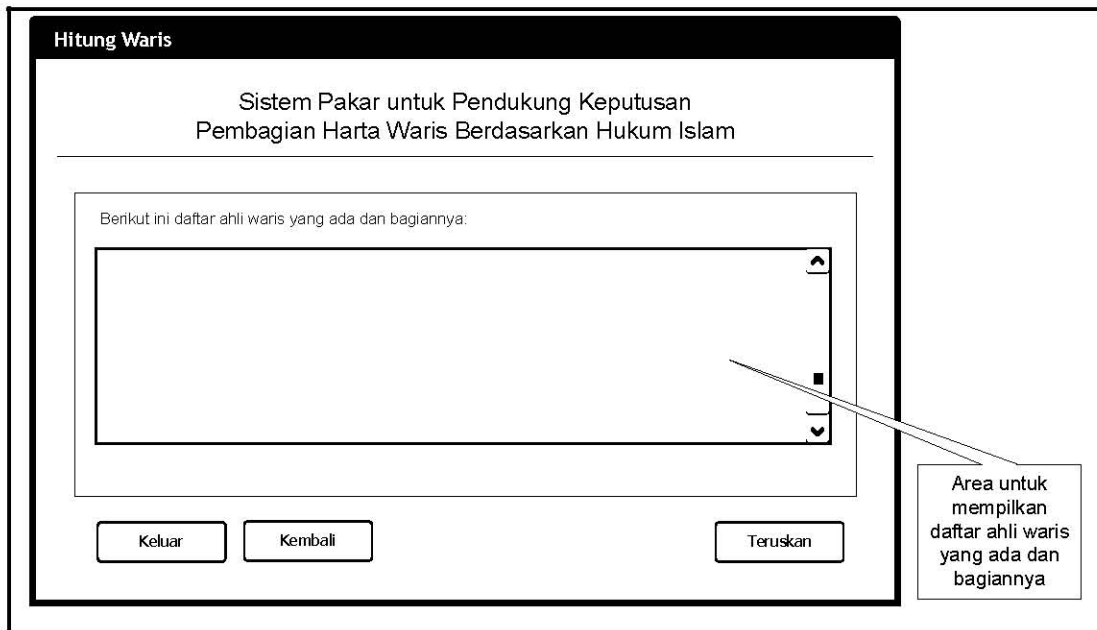 Hitung Waris
Sistem Pakar untuk Pendukung Keputusan
Pembagian Harta Waris Berdasarkan Hukum Islam
Berikut ini daftar ahli waris yang ada dan bagiannya:
Keluar
Kembali
Teruskan
Area untuk
mempilkan
daftar ahli waris
yang ada dan
bagiannya